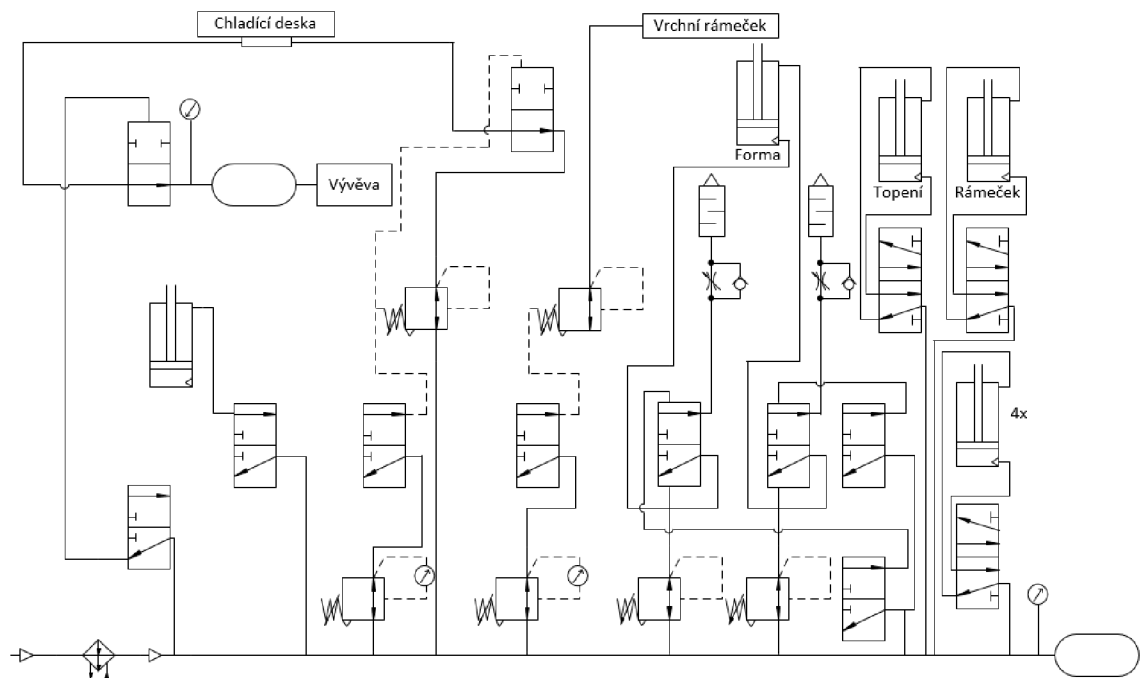 Chladící deska
Vrchní rámeček
Forma
Vývěva
Topení
Rámeček
4x